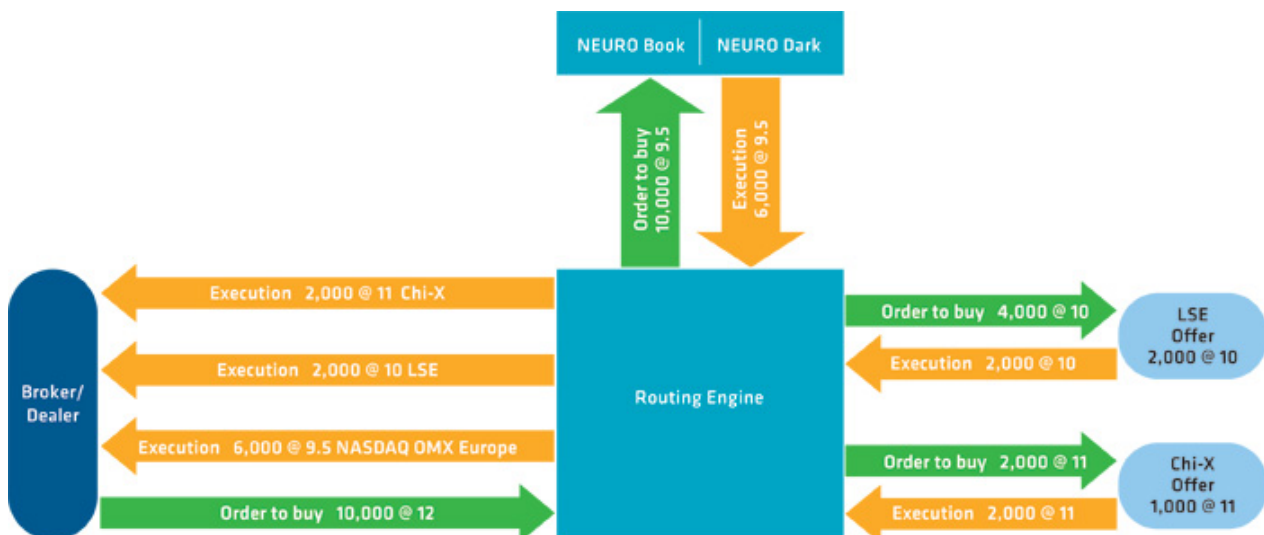 NEURO Book
NEURO Dark
Order to buy
10,000 @ 9.5
Execution
6,000 @ 9.5
Execution 2,000 @ 11 Chi-X
Execution 2,000 @ 10 LSE
Execution 6,000 @ 9.5 NASDAQ OMX Europe
Order to buy 10,000 @ 12
Broker/
Dealer
Routing Engine
Order to buy 4,000 @ 10
Execution 2,000 @ 10
Order to buy 2,000 @ 11
Execution 2,000 @ 11
LSE
Offer
2,000 @ 10
Chi-X
Offer
1,000 @ 11